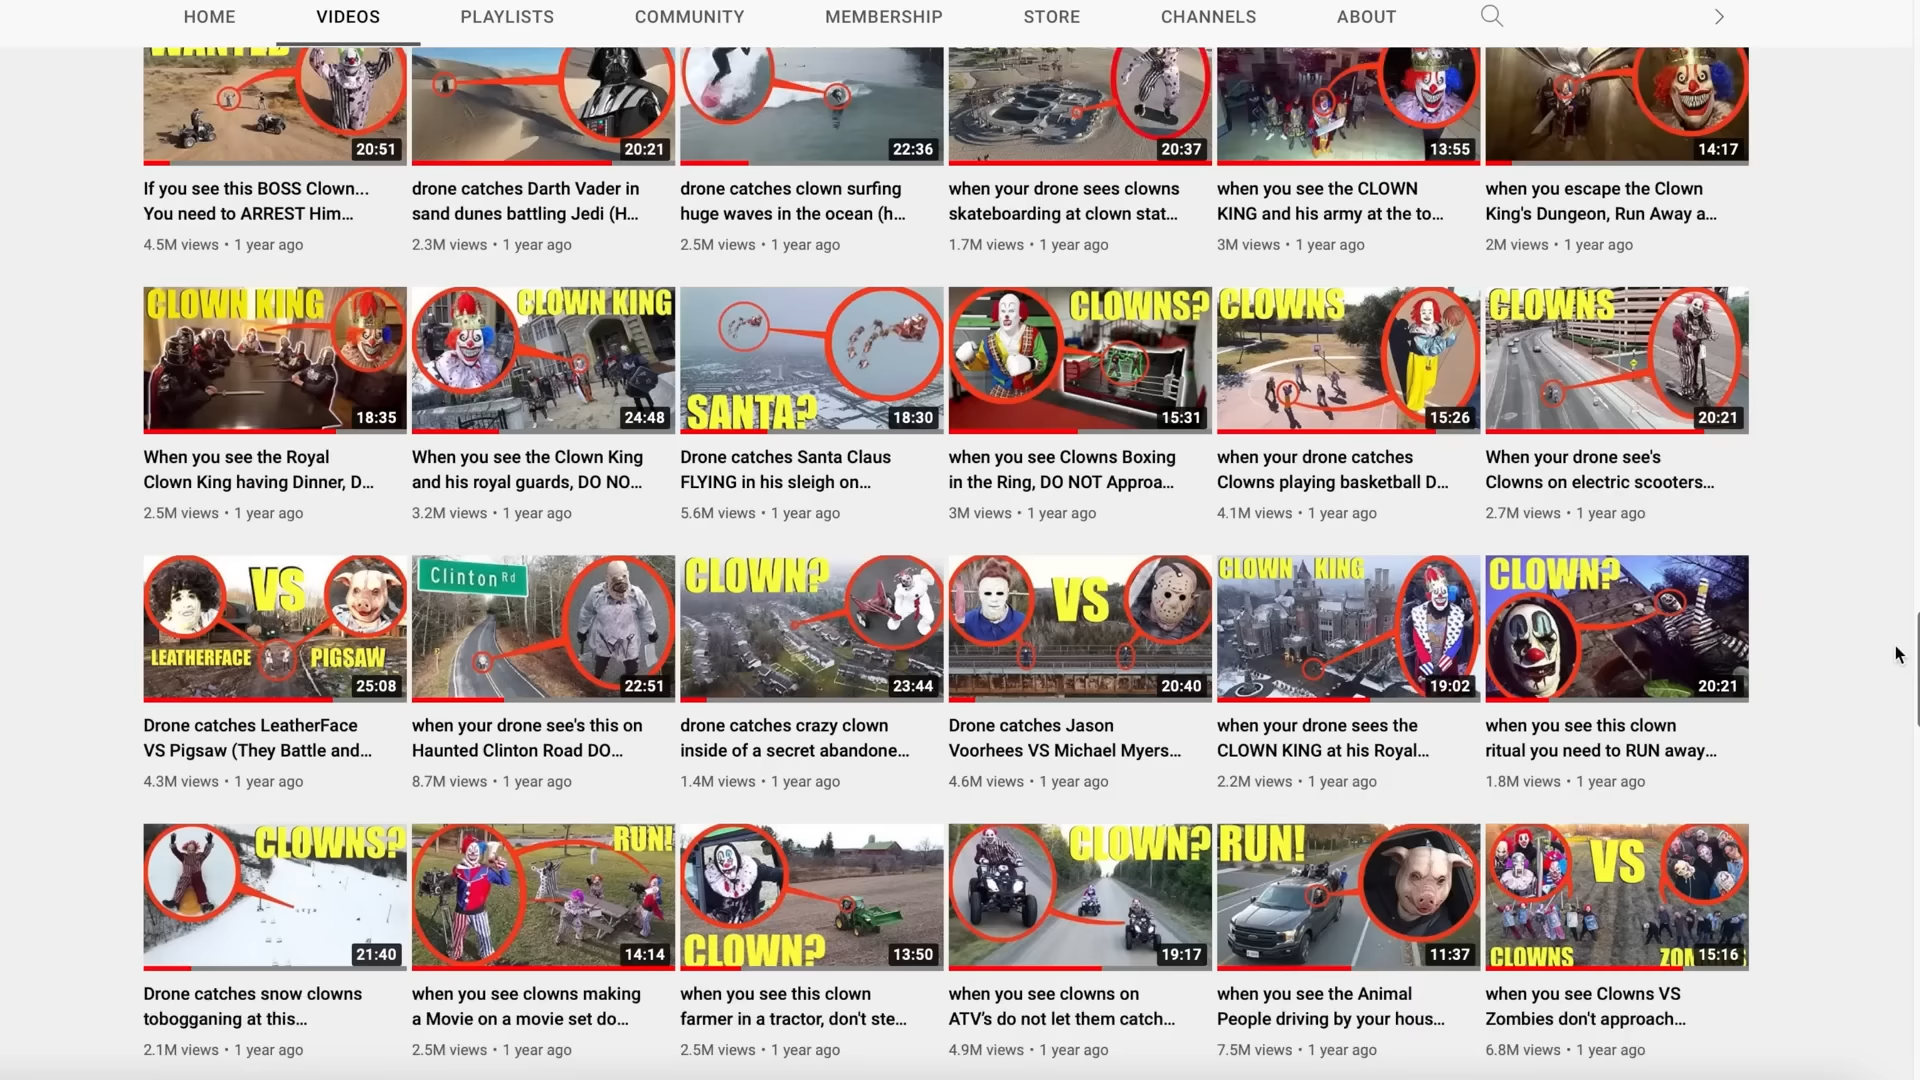 HOME VIDEOS PLAYLISTS COMMUNITY MEMBERSHIP STORE CHANNELS ABOUT
WANTED
20:51
20:21
22:36
20:37
13:55
14:17
If you see this BOSS Clown...
You need to ARREST Him...
4.5M views • 1 year ago
drone catches Darth Vader in
sand dunes battling Jedi (H...
2.3M views • 1 year ago
drone catches clown surfing
huge waves in the ocean (h...
2.5M views • 1 year ago
when your drone sees clowns
skateboarding at clown stat...
1.7M views • 1 year ago
when you see the CLOWN
KING and his army at the to...
3M views • 1 year ago
when you escape the Clown
King's Dungeon, Run Away a...
2M views • 1 year ago
CLOWN KING
18:35
CLOWN KING
24:48
SANTA?
18:30
CLOWNS?
15:31
CLOWNS
15:26
CLOWNS
20:21
When you see the Royal
Clown King having Dinner, D...
2.5M views • 1 year ago
When you see the Clown King
and his royal guards, DO NO...
3.2M views • 1 year ago
Drone catches Santa Claus
FLYING in his sleigh on...
5.6M views • 1 year ago
when you see Clowns Boxing
in the Ring, DO NOT Approa...
3M views • 1 year ago
when your drone catches
Clowns playing basketball D...
4.1M views • 1 year ago
When your drone see's
Clowns on electric scooters...
2.7M views • 1 year ago
VS
LEATHERFACE PIGSAW
25:08
Clinton Rd
22:51
CLOWN?
23:44
VS
20:40
CLOWN KING
19:02
CLOWN?
20:21
Drone catches LeatherFace
VS Pigsaw (They Battle and...
4.3M views • 1 year ago
when your drone see's this on
Haunted Clinton Road DO...
8.7M views • 1 year ago
drone catches crazy clown
inside of a secret abandone...
1.4M views • 1 year ago
Drone catches Jason
Voorhees VS Michael Myers...
4.6M views • 1 year ago
when your drone sees the
CLOWN KING at his Royal...
2.2M views • 1 year ago
when you see this clown
ritual you need to RUN away...
1.8M views • 1 year ago
CLOWNS?
21:40
RUN!
14:14
CLOWN?
13:50
CLOWN?
19:17
RUN!
11:37
VS
CLOWNS
15:16
Drone catches snow clowns
tobogganing at this...
2.1M views • 1 year ago
when you see clowns making
a Movie on a movie set do...
2.5M views • 1 year ago
when you see this clown
farmer in a tractor, don't ste...
2.5M views • 1 year ago
when you see clowns on
ATV's do not let them catch...
4.9M views • 1 year ago
when you see the Animal
People driving by your hous...
7.5M views • 1 year ago
when you see Clowns VS
Zombies don't approach...
6.8M views • 1 year ago